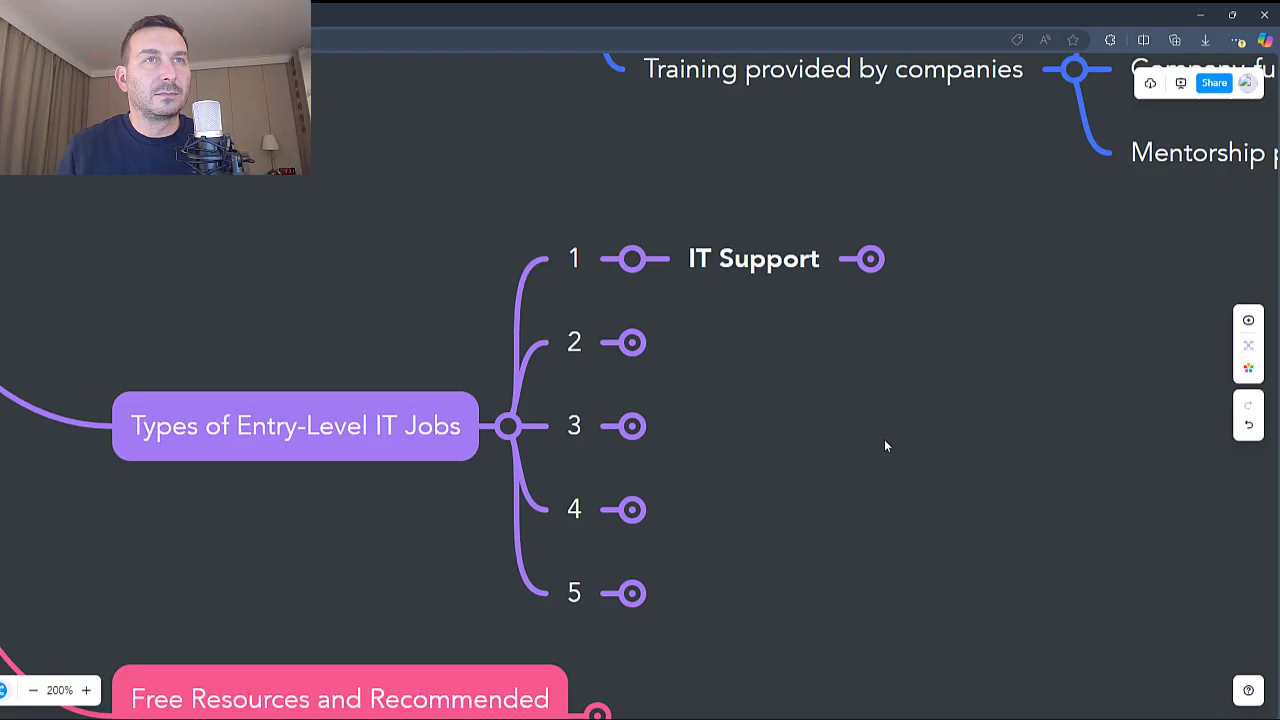 Training provided by companies
Mentorship
Share
1
IT Support
2
Types of Entry-Level IT Jobs
3
4
5
Free Resources and Recommended
200%